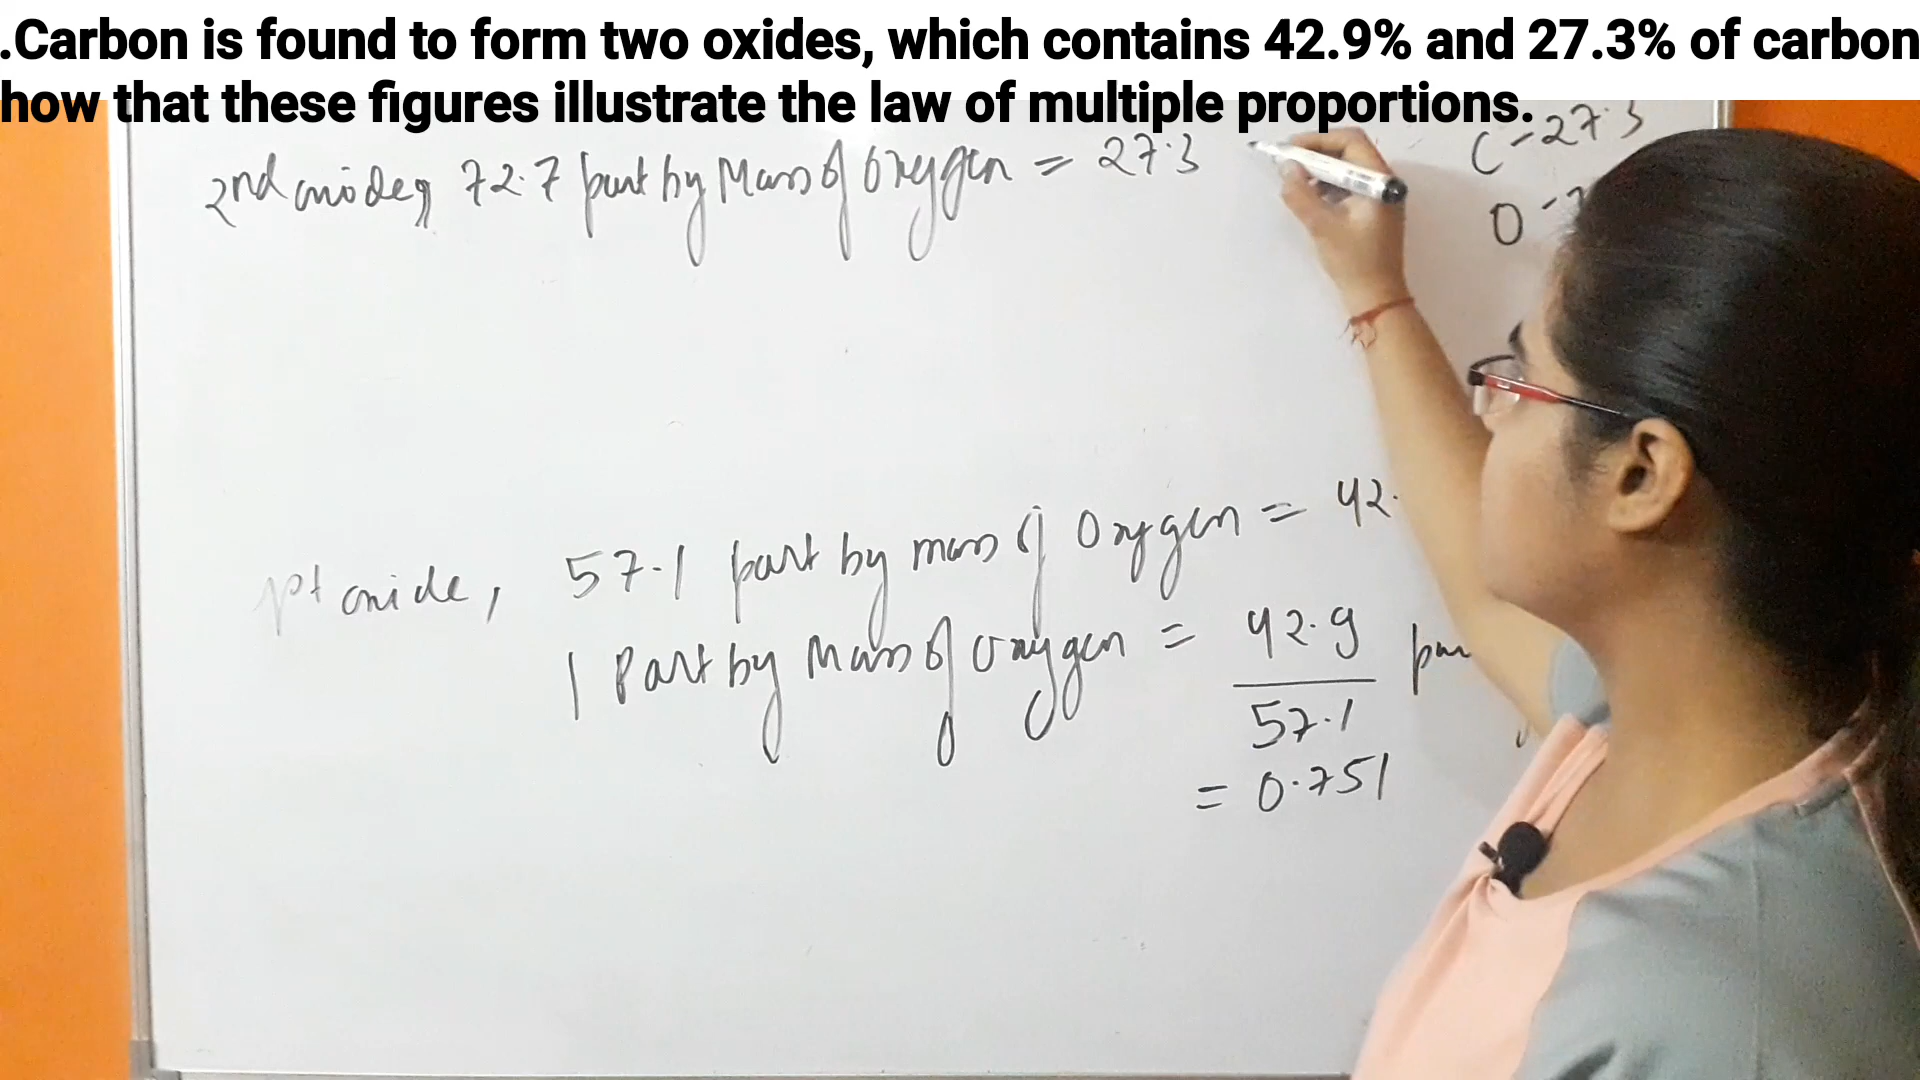 .Carbon is found to form two oxides, which contains 42.9% and 27.3% of carbon
how that these figures illustrate the law of multiple proportions.
C - 27.3
O -
2nd oxide, 72.7 part by Mass of Oxygen = 27.3
1st oxide, 57.1 part by mass of Oxygen = 42.
1 Part by Mass of Oxygen = 42.9
57.1
= 0.751